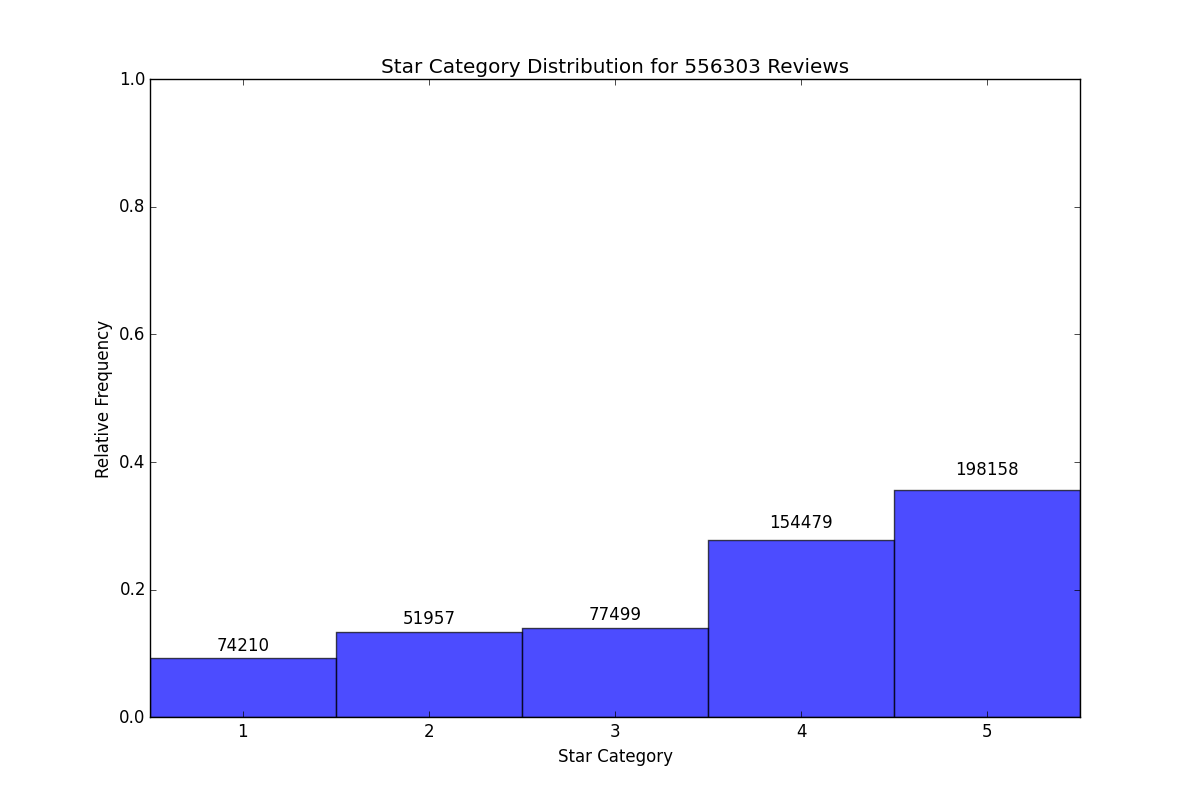 Star Category Distribution for 556303 Reviews
1.0
0.8
0.6
0.4
0.2
0.0
Relative Frequency
74210
51957
77499
154479
198158
1 2 3 4 5
Star Category